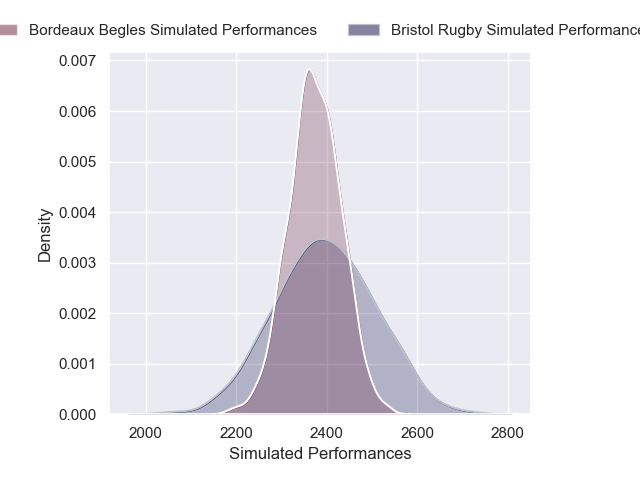 Bordeaux Begles Simulated Performances Bristol Rugby Simulated Performance
0.007
0.006
0.005
0.004
0.003
0.002
0.001
0.000
Density
2000 2200 2400 2600 2800
Simulated Performances